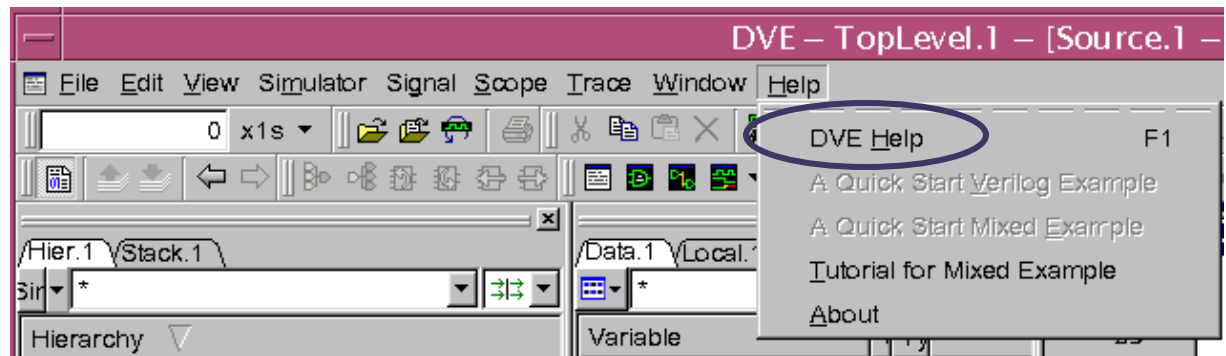 DVE – TopLevel.1 – [Source.1 –
File Edit View Simulator Signal Scope Trace Window Help
0 x1s
DVE Help F1
A Quick Start Verilog Example
A Quick Start Mixed Example
Tutorial for Mixed Example
About
Hier.1 Stack.1
Data.1 Local.
* *
Hierarchy Variable